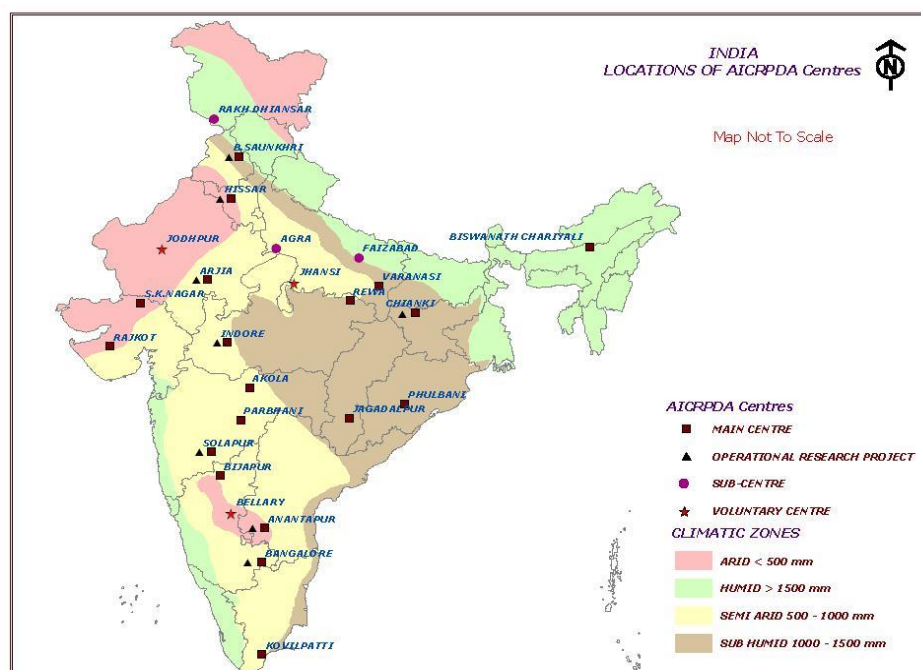 INDIA
LOCATIONS OF AICRPDA Centres
N
Map Not To Scale
RAKH DHIANSAR
B.SAUNKHRI
HISSAR
JODHPUR
AGRA
FAIZABAD
BISWANATH CHARIYALI
ARJIA
JHANSI
VARANASI
S.K.NAGAR
REWA
CHIANKI
RAJKOT
INDORE
AKOLA
PHULBANI
PARBHANI
JAGADALPUR
SOLAPUR
BIJAPUR
BELLARY
ANANTAPUR
BANGALORE
KOVILPATTI
AICRPDA Centres
MAIN CENTRE
OPERATIONAL RESEARCH PROJECT
SUB-CENTRE
VOLUNTARY CENTRE
CLIMATIC ZONES
ARID < 500 mm
HUMID > 1500 mm
SEMI ARID 500 - 1000 mm
SUB HUMID 1000 - 1500 mm